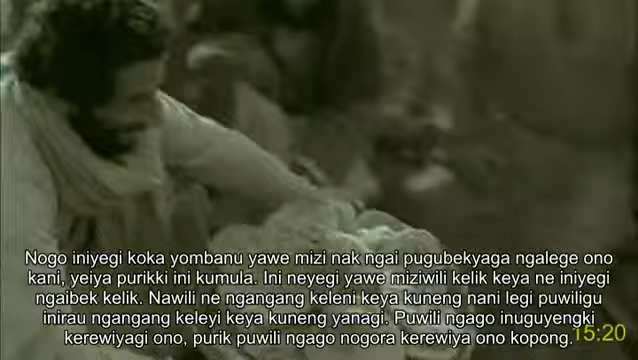 Nogo iniyegi koka yombanu yawe mizi nak ngai pugubekyaga ngalege ono
kani, yeiya purikki ini kumula. Ini neyegi yawe miziwili kelik keya ne iniyegi
ngaibek kelik. Nawili ne ngangang keleni keya kuneng nani legi puwiligu
inirau ngangang keleyi keya kuneng yanagi. Puwili ngago inuguyengki
kerewiyagi ono, purik puwili ngago nogora kerewiya ono kopong.
15:20